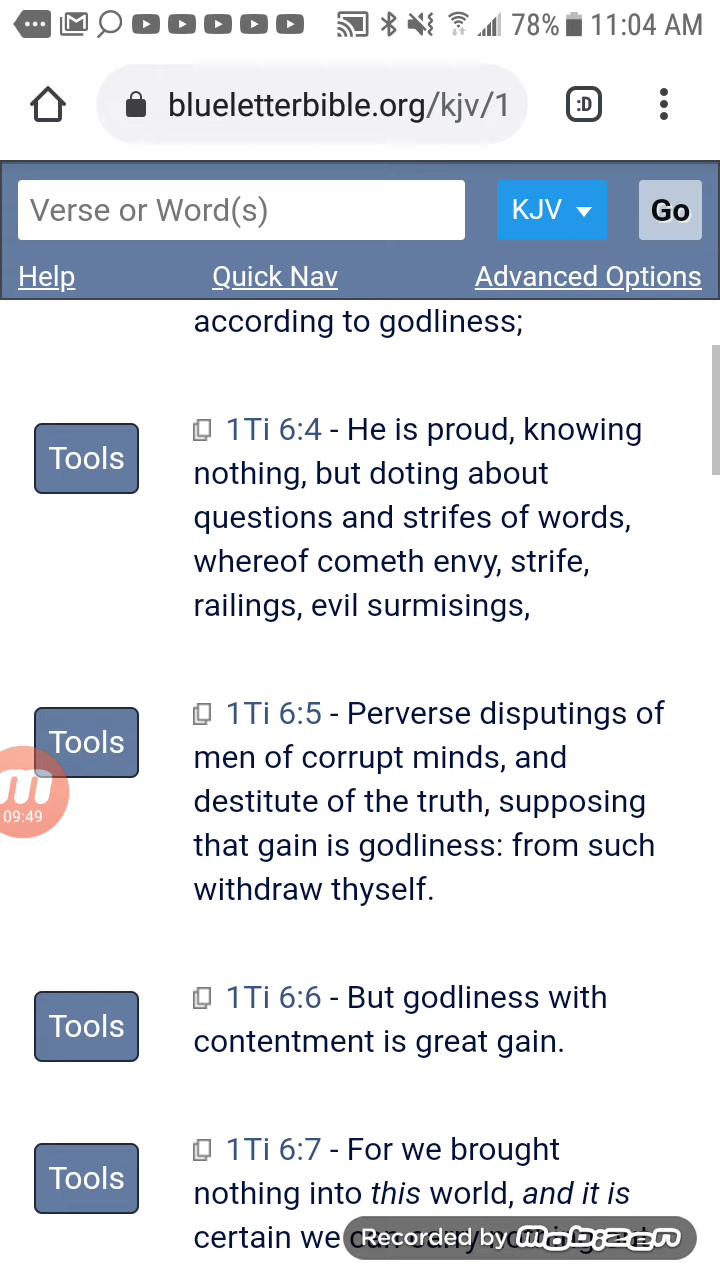 78% 11:04 AM
blueletterbible.org/kjv/1 :D
Verse or Word(s) KJV Go
Help Quick Nav Advanced Options
according to godliness;
Tools
1Ti 6:4 - He is proud, knowing
nothing, but doting about
questions and strifes of words,
whereof cometh envy, strife,
railings, evil surmisings,
Tools
1Ti 6:5 - Perverse disputings of
men of corrupt minds, and
destitute of the truth, supposing
that gain is godliness: from such
withdraw thyself.
09:49
Tools
1Ti 6:6 - But godliness with
contentment is great gain.
Tools
1Ti 6:7 - For we brought
nothing into this world, and it is
certain we can carry
Recorded by Mobizen